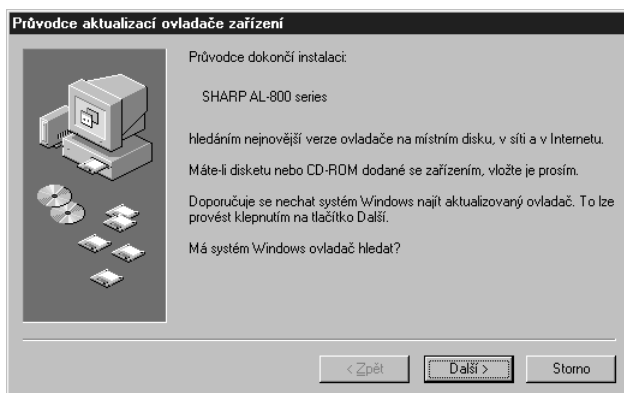 Průvodce aktualizací ovladače zařízení
Průvodce dokončí instalaci:
SHARP AL-800 series
hledáním nejnovější verze ovladače na místním disku, v síti a v Internetu.
Máte-li disketu nebo CD-ROM dodané se zařízením, vložte je prosím.
Doporučuje se nechat systém Windows najít aktualizovaný ovladač. To lze
provést klepnutím na tlačítko Další.
Má systém Windows ovladač hledat?
< Zpět
Další >
Storno